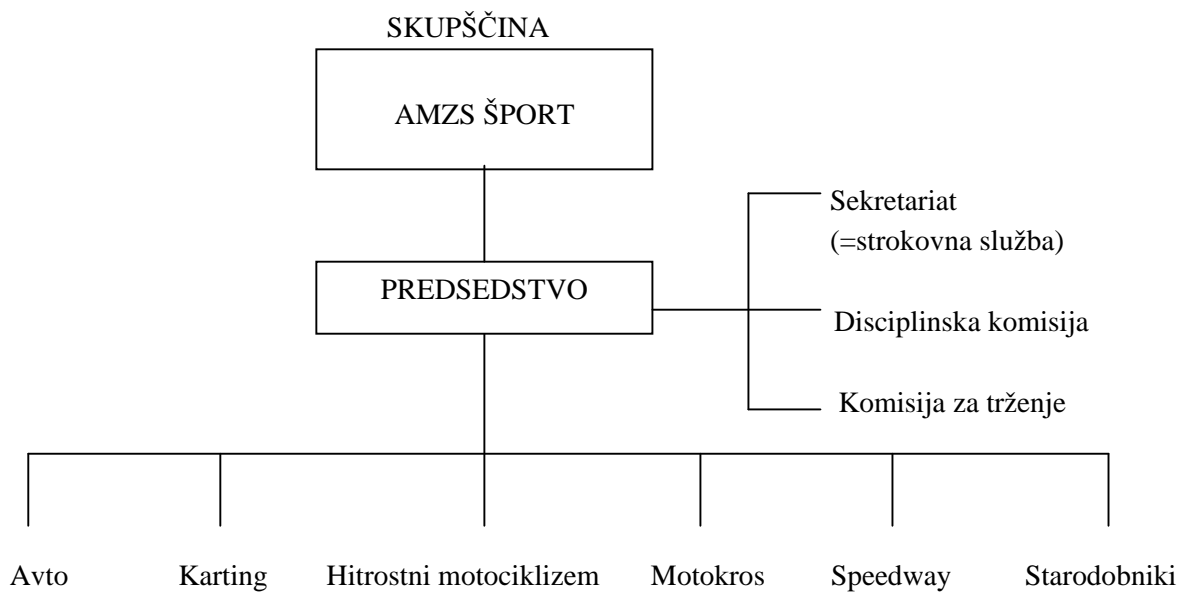 SKUPŠČINA
AMZS ŠPORT
Sekretariat
(=strokovna služba)
PREDSEDSTVO
Disciplinska komisija
Komisija za trženje
Avto
Karting
Hitrostni motociklizem
Motokros
Speedway
Starodobniki